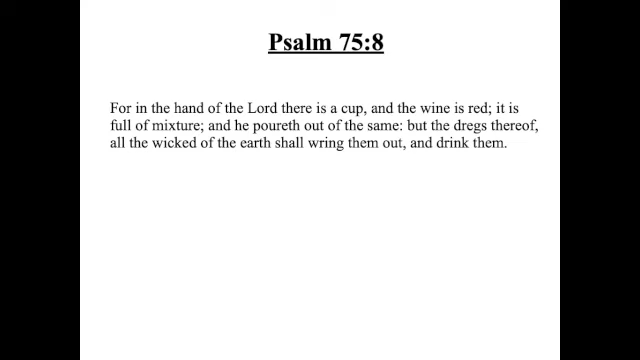 Psalm 75:8
For in the hand of the Lord there is a cup, and the wine is red; it is
full of mixture; and he poureth out of the same: but the dregs thereof,
all the wicked of the earth shall wring them out, and drink them.